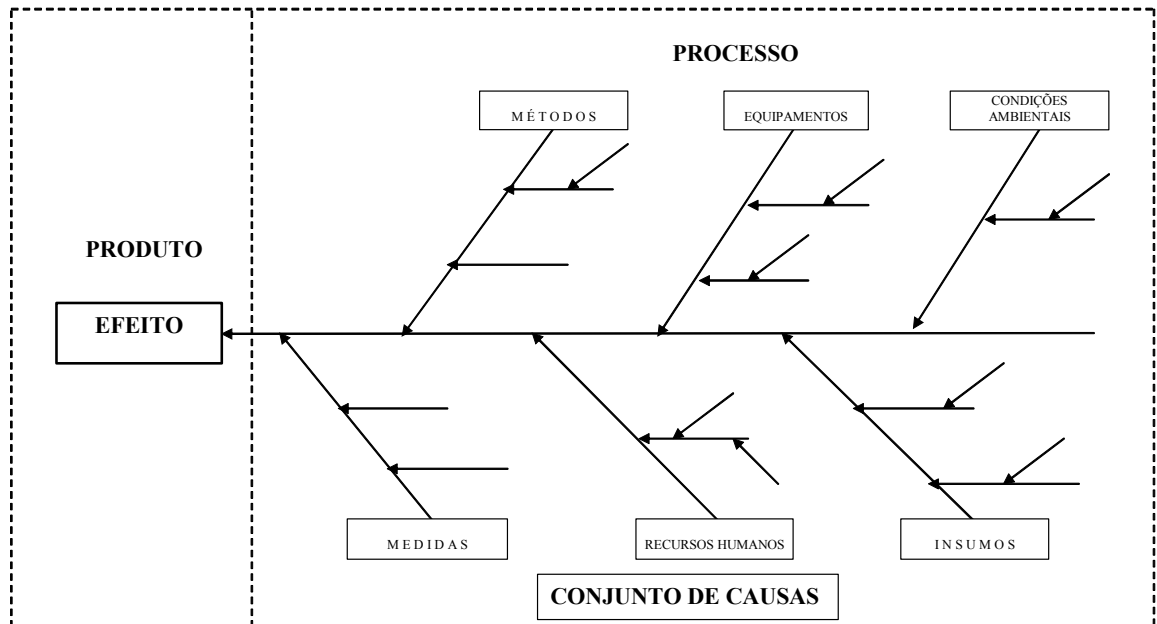 PROCESSO
MÉTODOS
EQUIPAMENTOS
CONDIÇÕES
AMBIENTAIS
PRODUTO
EFEITO
MEDIDAS
RECURSOS HUMANOS
INSUMOS
CONJUNTO DE CAUSAS